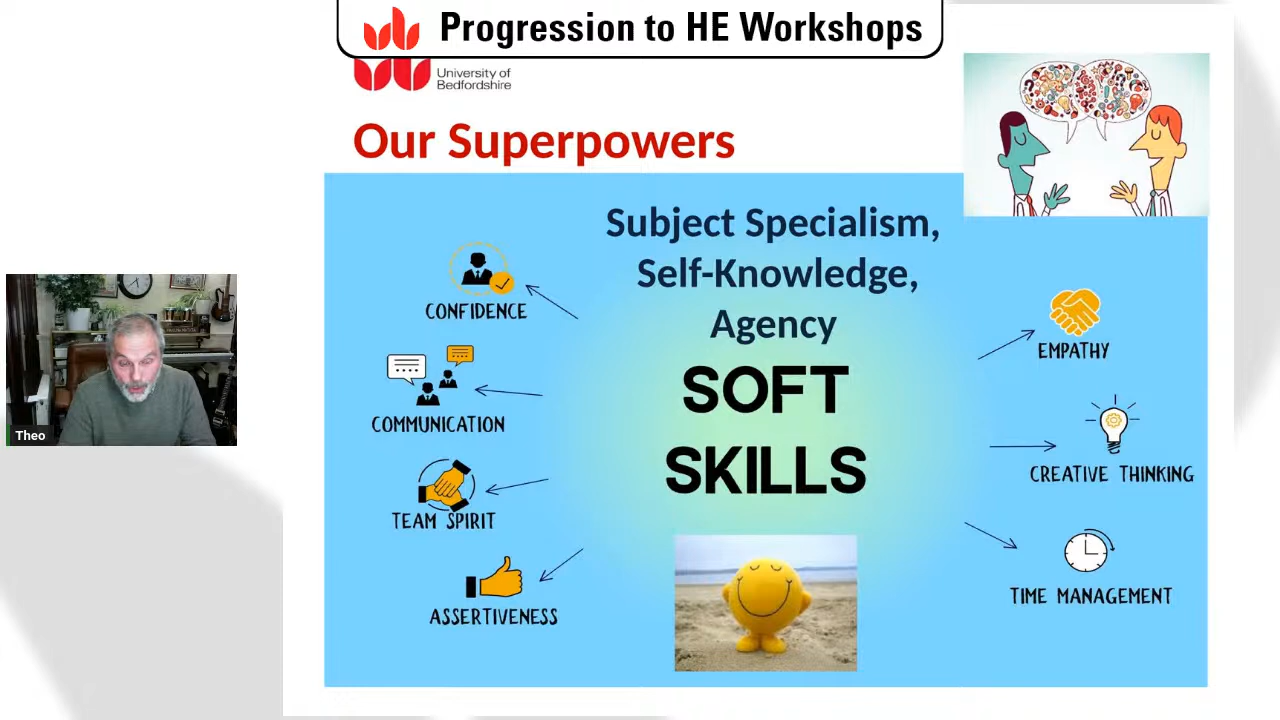 Progression to HE Workshops
University of
Bedfordshire
Our Superpowers
Subject Specialism,
Self-Knowledge,
Agency
SOFT
SKILLS
CONFIDENCE
COMMUNICATION
TEAM SPIRIT
ASSERTIVENESS
EMPATHY
CREATIVE THINKING
TIME MANAGEMENT
Theo